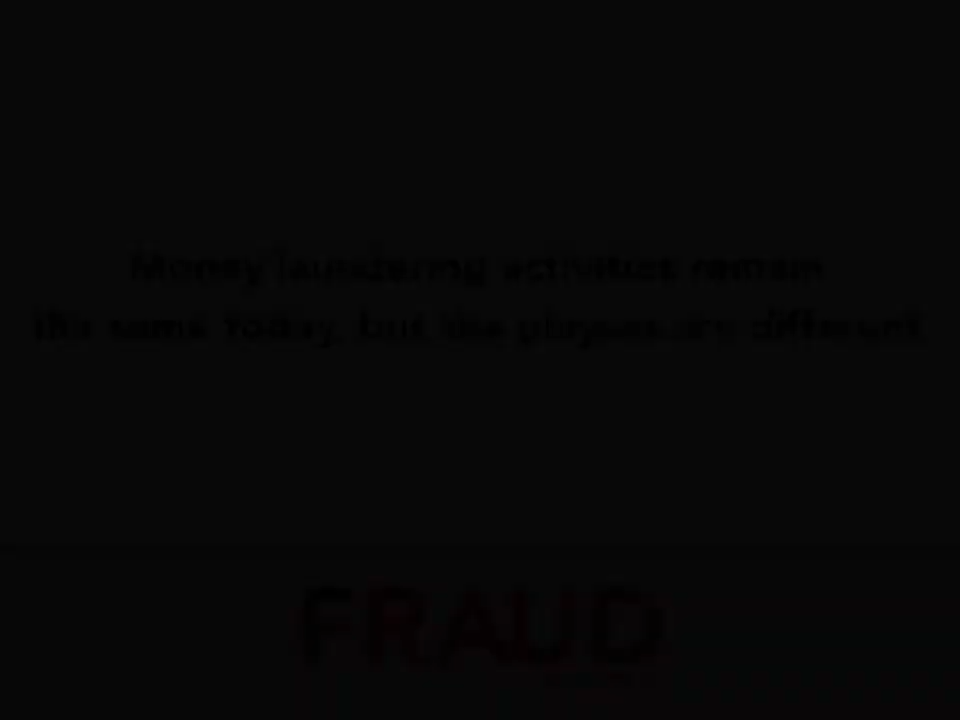 Money laundering activities remain
the same today, but the players are different
FRAUD